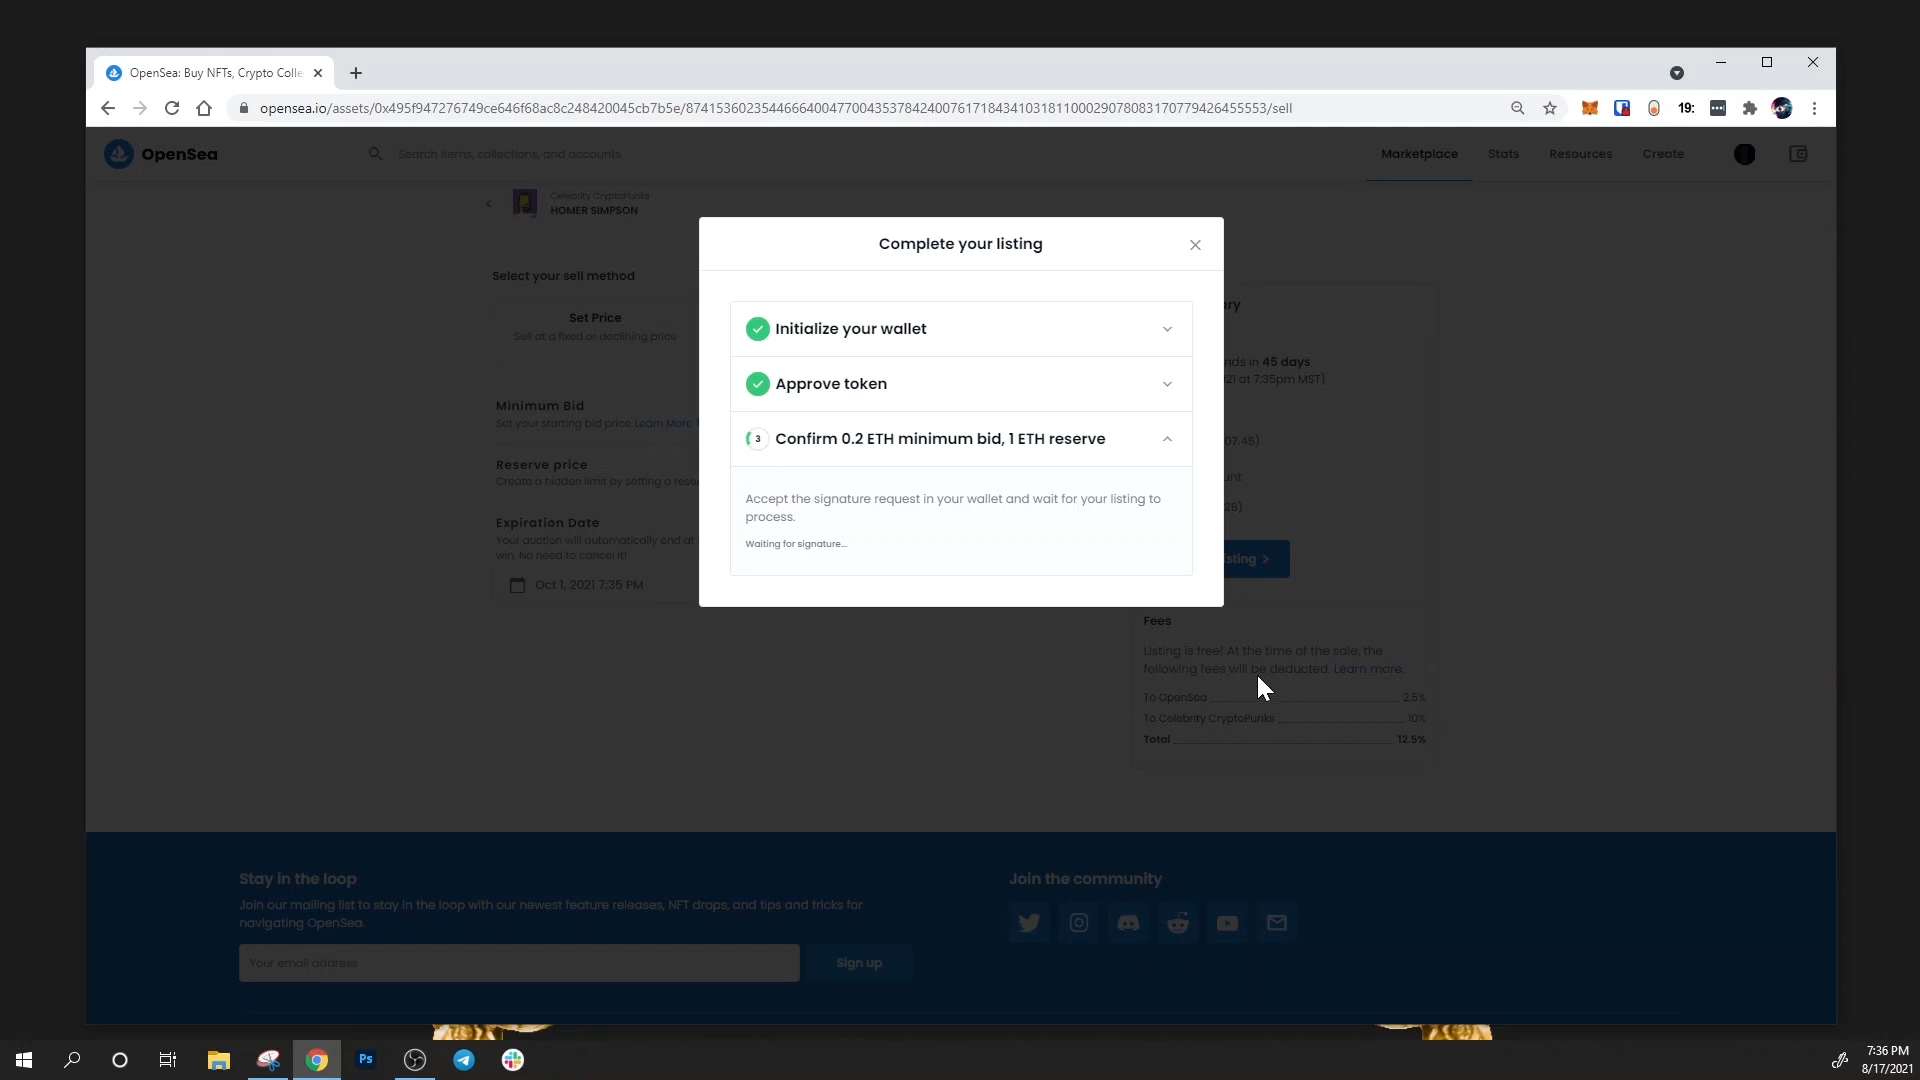 OpenSea: Buy NFTs, Crypto Colle
opensea.io/assets/0x495f947276749ce646f68ac8c248420045cb7b5e/87415360235446664004770043537842400761718434103181100029078083170779426455553/sell
19:
OpenSea
Search items, collections, and accounts
Marketplace
Stats
Resources
Create
Celebrity CryptoPunks
HOMER SIMPSON
Select your sell method
Set Price
Sell at a fixed or declining price
Minimum Bid
Set your starting bid price. Learn More
Reserve price
Create a hidden limit by setting a rese
Expiration Date
Your auction will automatically end at
win. No need to cancel it!
Oct 1, 2021 7:35 PM
Complete your listing
Initialize your wallet
Approve token
3 Confirm 0.2 ETH minimum bid, 1 ETH reserve
Accept the signature request in your wallet and wait for your listing to
process.
Waiting for signature...
ry
nds in 45 days
21 at 7:35pm MST)
07.45)
unt
26)
sting
Fees
Listing is free! At the time of the sale, the
following fees will be deducted. Learn more.
To OpenSea 2.5%
To Celebrity CryptoPunks 10%
Total 12.5%
Stay in the loop
Join our mailing list to stay in the loop with our newest feature releases, NFT drops, and tips and tricks for
navigating OpenSea.
Your email address
Sign up
Join the community
Ps
7:36 PM
8/17/2021